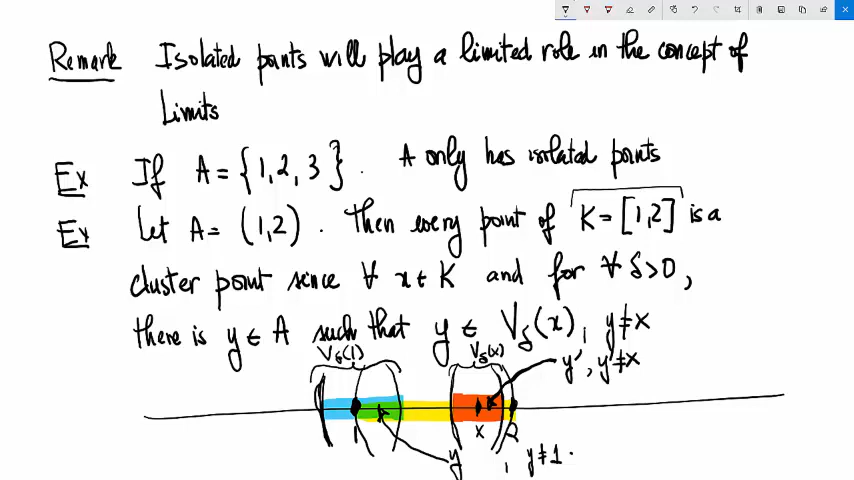 Remark Isolated points will play a limited role in the concept of
Limits
Ex If A = {1, 2, 3}. A only has isolated points
Ex Let A = (1,2). Then every point of K = [1,2] is a
cluster point since ∀ x ∈ K and for ∀ δ > 0,
there is y ∈ A such that y ∈ V_δ(x), y ≠ x
V_δ(1) V_δ(x) y', y' ≠ x
1 x 2
y , y ≠ 1.